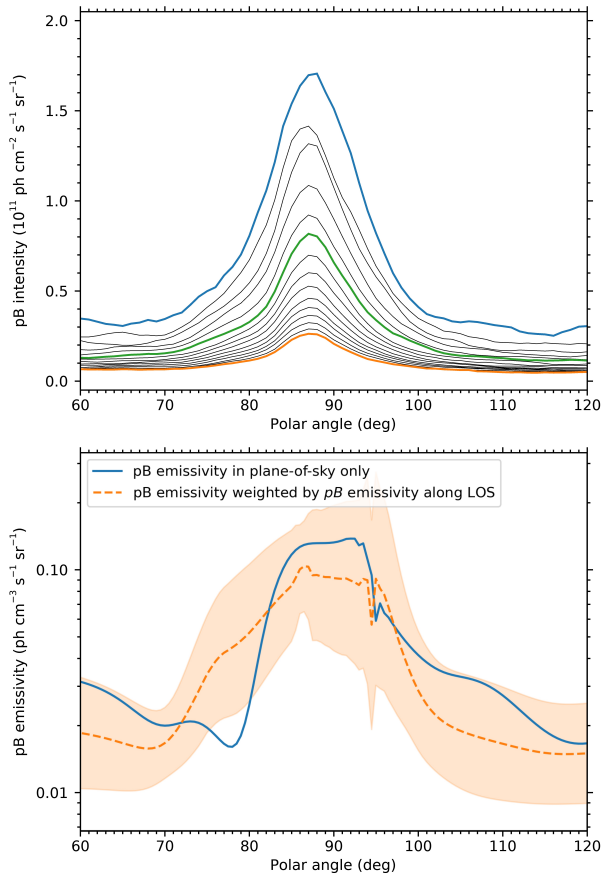 2.0
1.5
1.0
0.5
0.0
pB intensity (10¹¹ ph cm⁻² s⁻¹ sr⁻¹)
60 70 80 90 100 110 120
Polar angle (deg)
pB emissivity in plane-of-sky only
pB emissivity weighted by pB emissivity along LOS
0.10
0.01
pB emissivity (ph cm⁻³ s⁻¹ sr⁻¹)
60 70 80 90 100 110 120
Polar angle (deg)